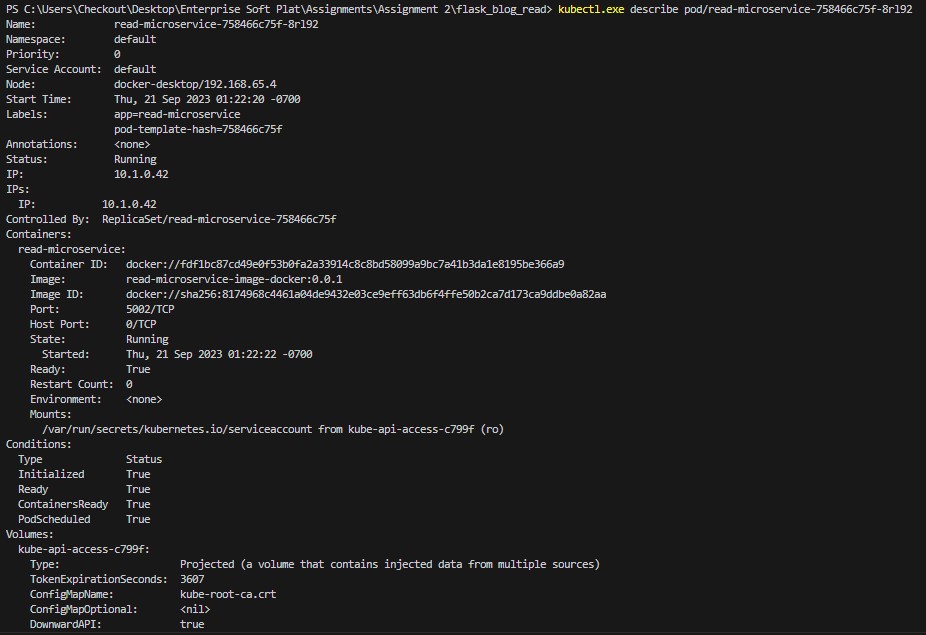 PS C:\Users\Checkout\Desktop\Enterprise Soft Plat\Assignments\Assignment 2\flask_blog_read> kubectl.exe describe pod/read-microservice-758466c75f-8rl92
Name:             read-microservice-758466c75f-8rl92
Namespace:        default
Priority:         0
Service Account:  default
Node:             docker-desktop/192.168.65.4
Start Time:       Thu, 21 Sep 2023 01:22:20 -0700
Labels:           app=read-microservice
                  pod-template-hash=758466c75f
Annotations:      <none>
Status:           Running
IP:               10.1.0.42
IPs:
  IP:           10.1.0.42
Controlled By:  ReplicaSet/read-microservice-758466c75f
Containers:
  read-microservice:
    Container ID:   docker://fdf1bc87cd49e0f53b0fa2a33914c8c8bd58099a9bc7a41b3da1e8195be366a9
    Image:          read-microservice-image-docker:0.0.1
    Image ID:       docker://sha256:8174968c4461a04de9432e03ce9eff63db6f4ffe50b2ca7d173ca9ddbe0a82aa
    Port:           5002/TCP
    Host Port:      0/TCP
    State:          Running
      Started:      Thu, 21 Sep 2023 01:22:22 -0700
    Ready:          True
    Restart Count:  0
    Environment:    <none>
    Mounts:
      /var/run/secrets/kubernetes.io/serviceaccount from kube-api-access-c799f (ro)
Conditions:
  Type              Status
  Initialized       True
  Ready             True
  ContainersReady   True
  PodScheduled      True
Volumes:
  kube-api-access-c799f:
    Type:                    Projected (a volume that contains injected data from multiple sources)
    TokenExpirationSeconds:  3607
    ConfigMapName:           kube-root-ca.crt
    ConfigMapOptional:       <nil>
    DownwardAPI:             true